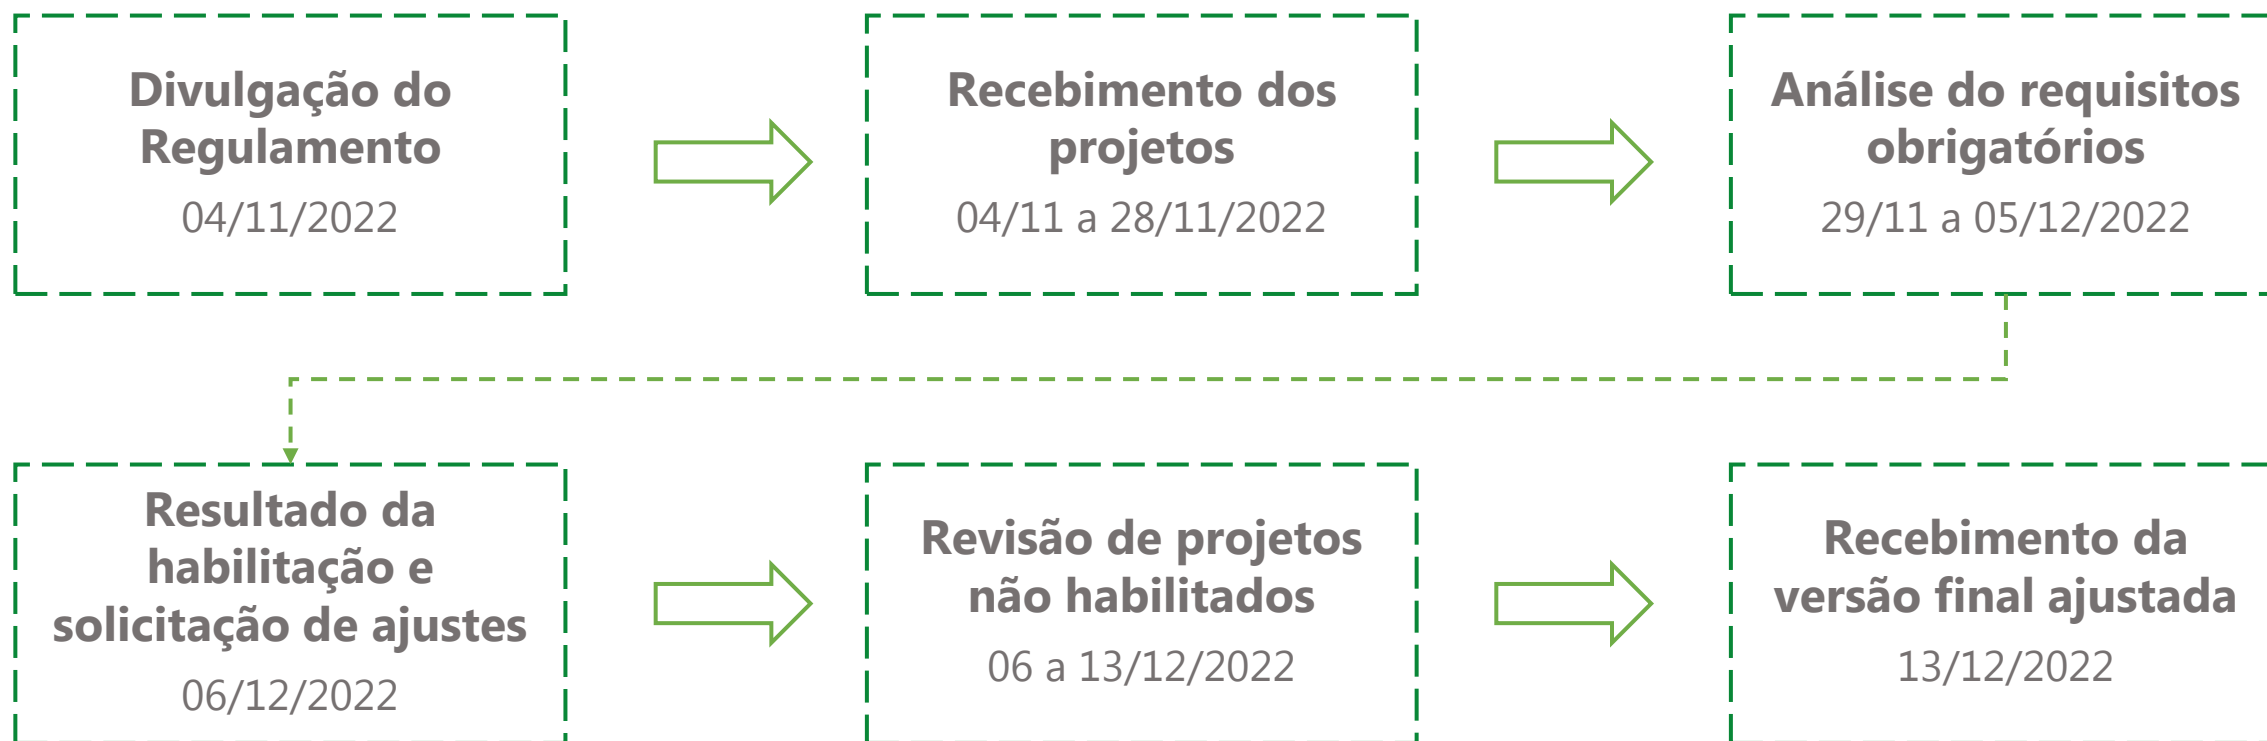 Divulgação do
Regulamento
04/11/2022
Recebimento dos
projetos
04/11 a 28/11/2022
Análise do requisitos
obrigatórios
29/11 a 05/12/2022
Resultado da
habilitação e
solicitação de ajustes
06/12/2022
Revisão de projetos
não habilitados
06 a 13/12/2022
Recebimento da
versão final ajustada
13/12/2022